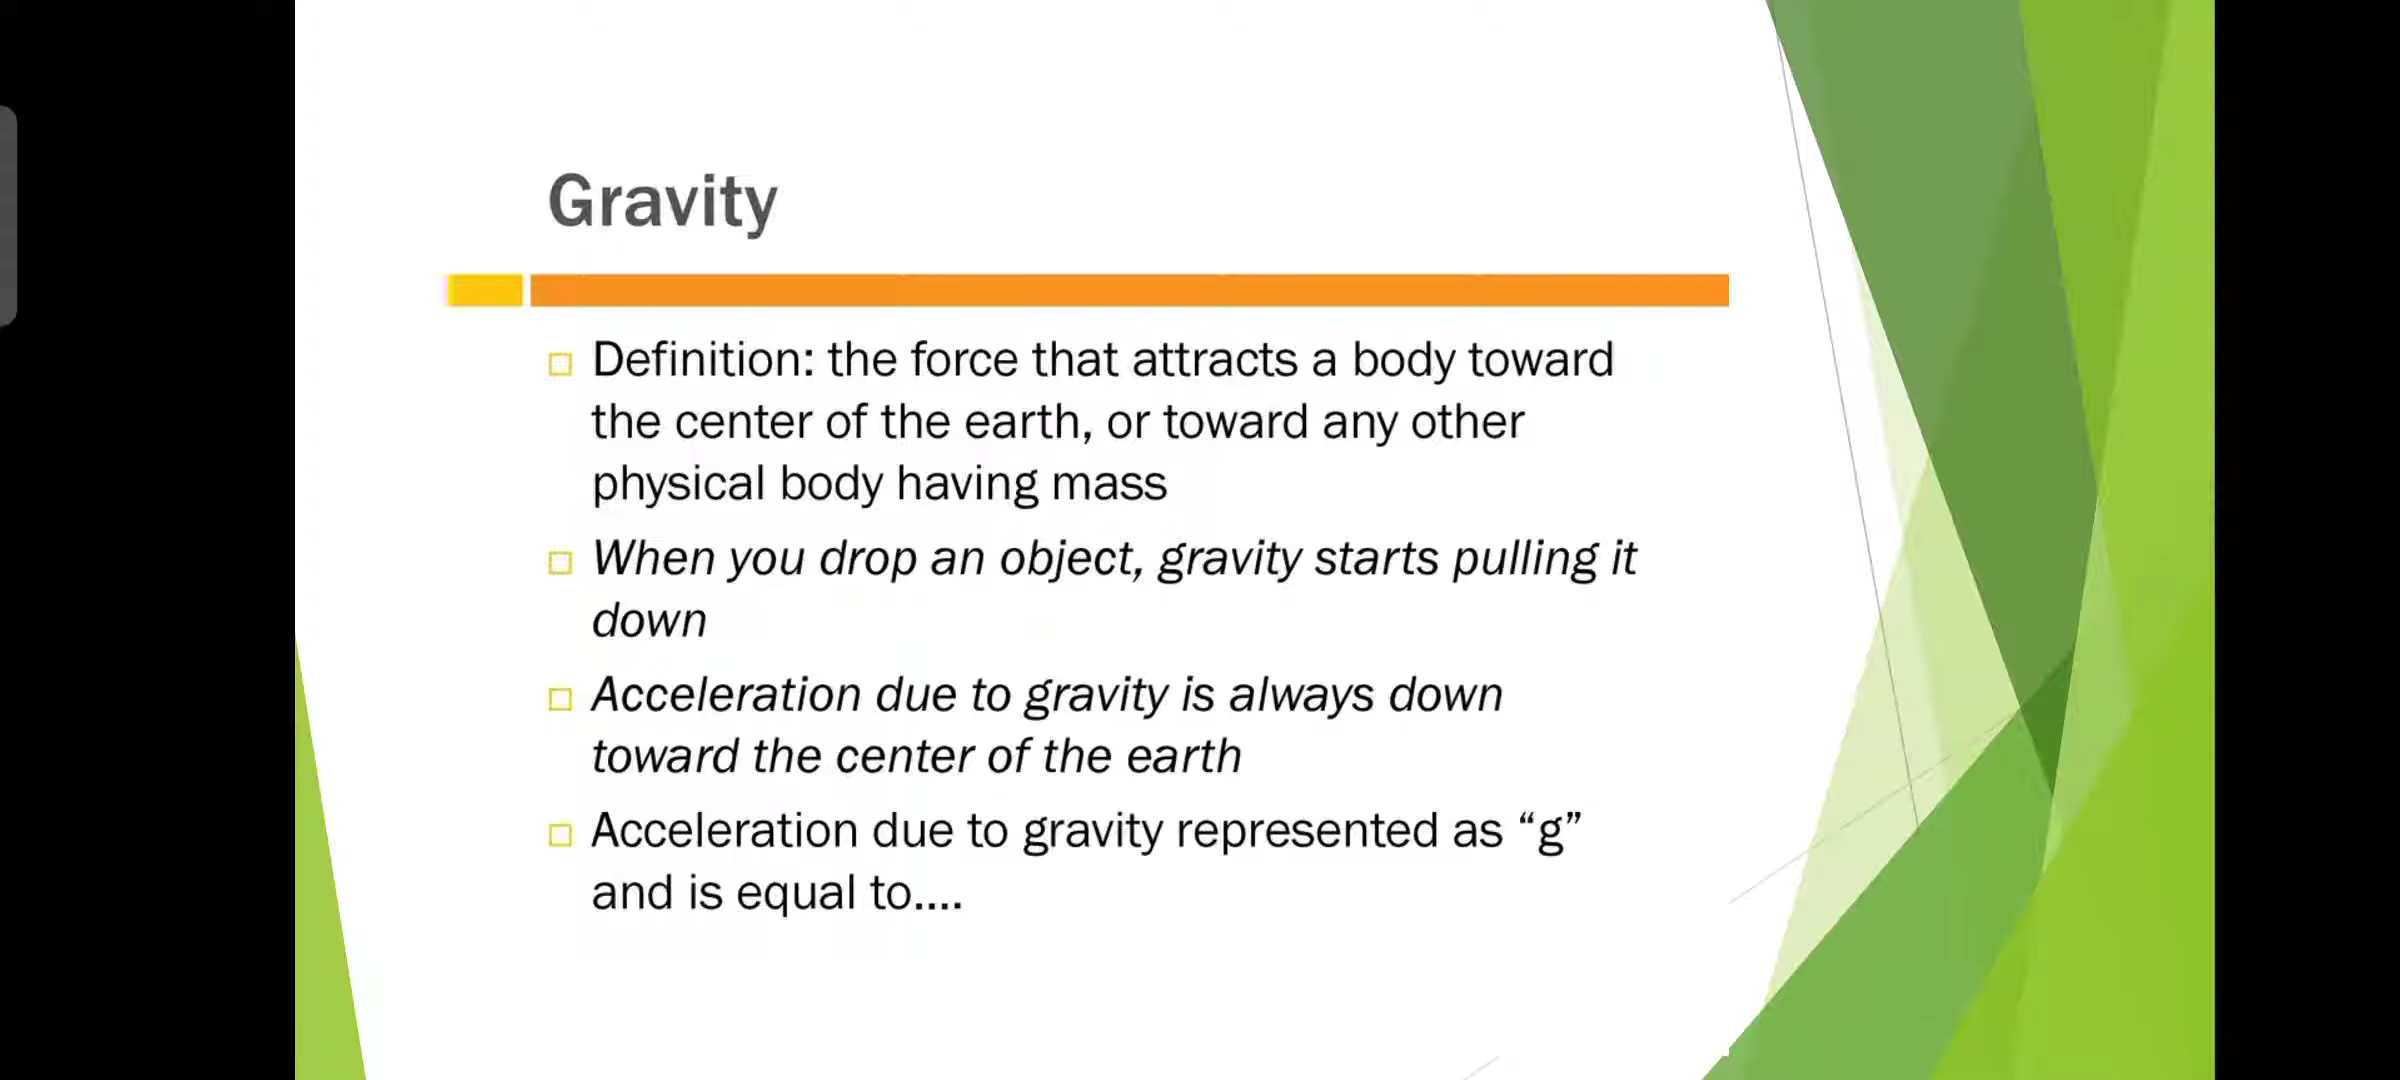 Gravity
Definition: the force that attracts a body toward
the center of the earth, or toward any other
physical body having mass
When you drop an object, gravity starts pulling it
down
Acceleration due to gravity is always down
toward the center of the earth
Acceleration due to gravity represented as “g”
and is equal to....